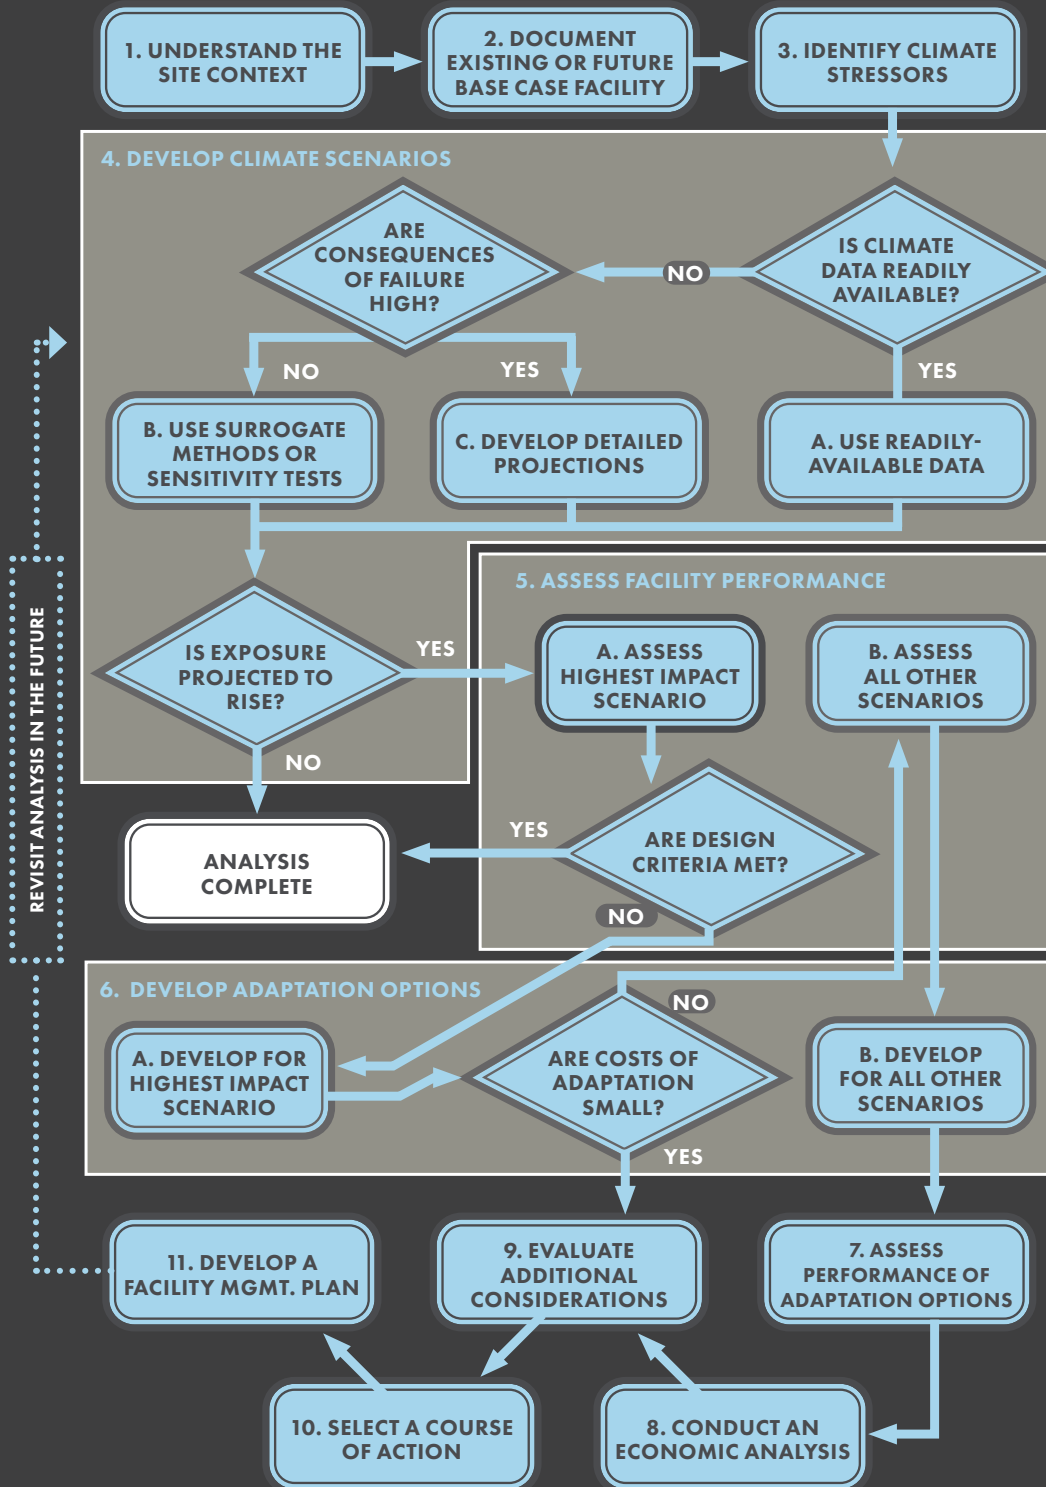 1. UNDERSTAND THE
SITE CONTEXT
2. DOCUMENT
EXISTING OR FUTURE
BASE CASE FACILITY
3. IDENTIFY CLIMATE
STRESSORS
4. DEVELOP CLIMATE SCENARIOS
ARE
CONSEQUENCES
OF FAILURE
HIGH?
NO
IS CLIMATE
DATA READILY
AVAILABLE?
NO
YES
YES
B. USE SURROGATE
METHODS OR
SENSITIVITY TESTS
C. DEVELOP DETAILED
PROJECTIONS
A. USE READILY-
AVAILABLE DATA
REVISIT ANALYSIS IN THE FUTURE
IS EXPOSURE
PROJECTED TO
RISE?
YES
NO
5. ASSESS FACILITY PERFORMANCE
A. ASSESS
HIGHEST IMPACT
SCENARIO
B. ASSESS
ALL OTHER
SCENARIOS
ANALYSIS
COMPLETE
YES
ARE DESIGN
CRITERIA MET?
NO
6. DEVELOP ADAPTATION OPTIONS
A. DEVELOP FOR
HIGHEST IMPACT
SCENARIO
NO
ARE COSTS OF
ADAPTATION
SMALL?
YES
B. DEVELOP
FOR ALL OTHER
SCENARIOS
11. DEVELOP A
FACILITY MGMT. PLAN
9. EVALUATE
ADDITIONAL
CONSIDERATIONS
7. ASSESS
PERFORMANCE OF
ADAPTATION OPTIONS
10. SELECT A COURSE
OF ACTION
8. CONDUCT AN
ECONOMIC ANALYSIS